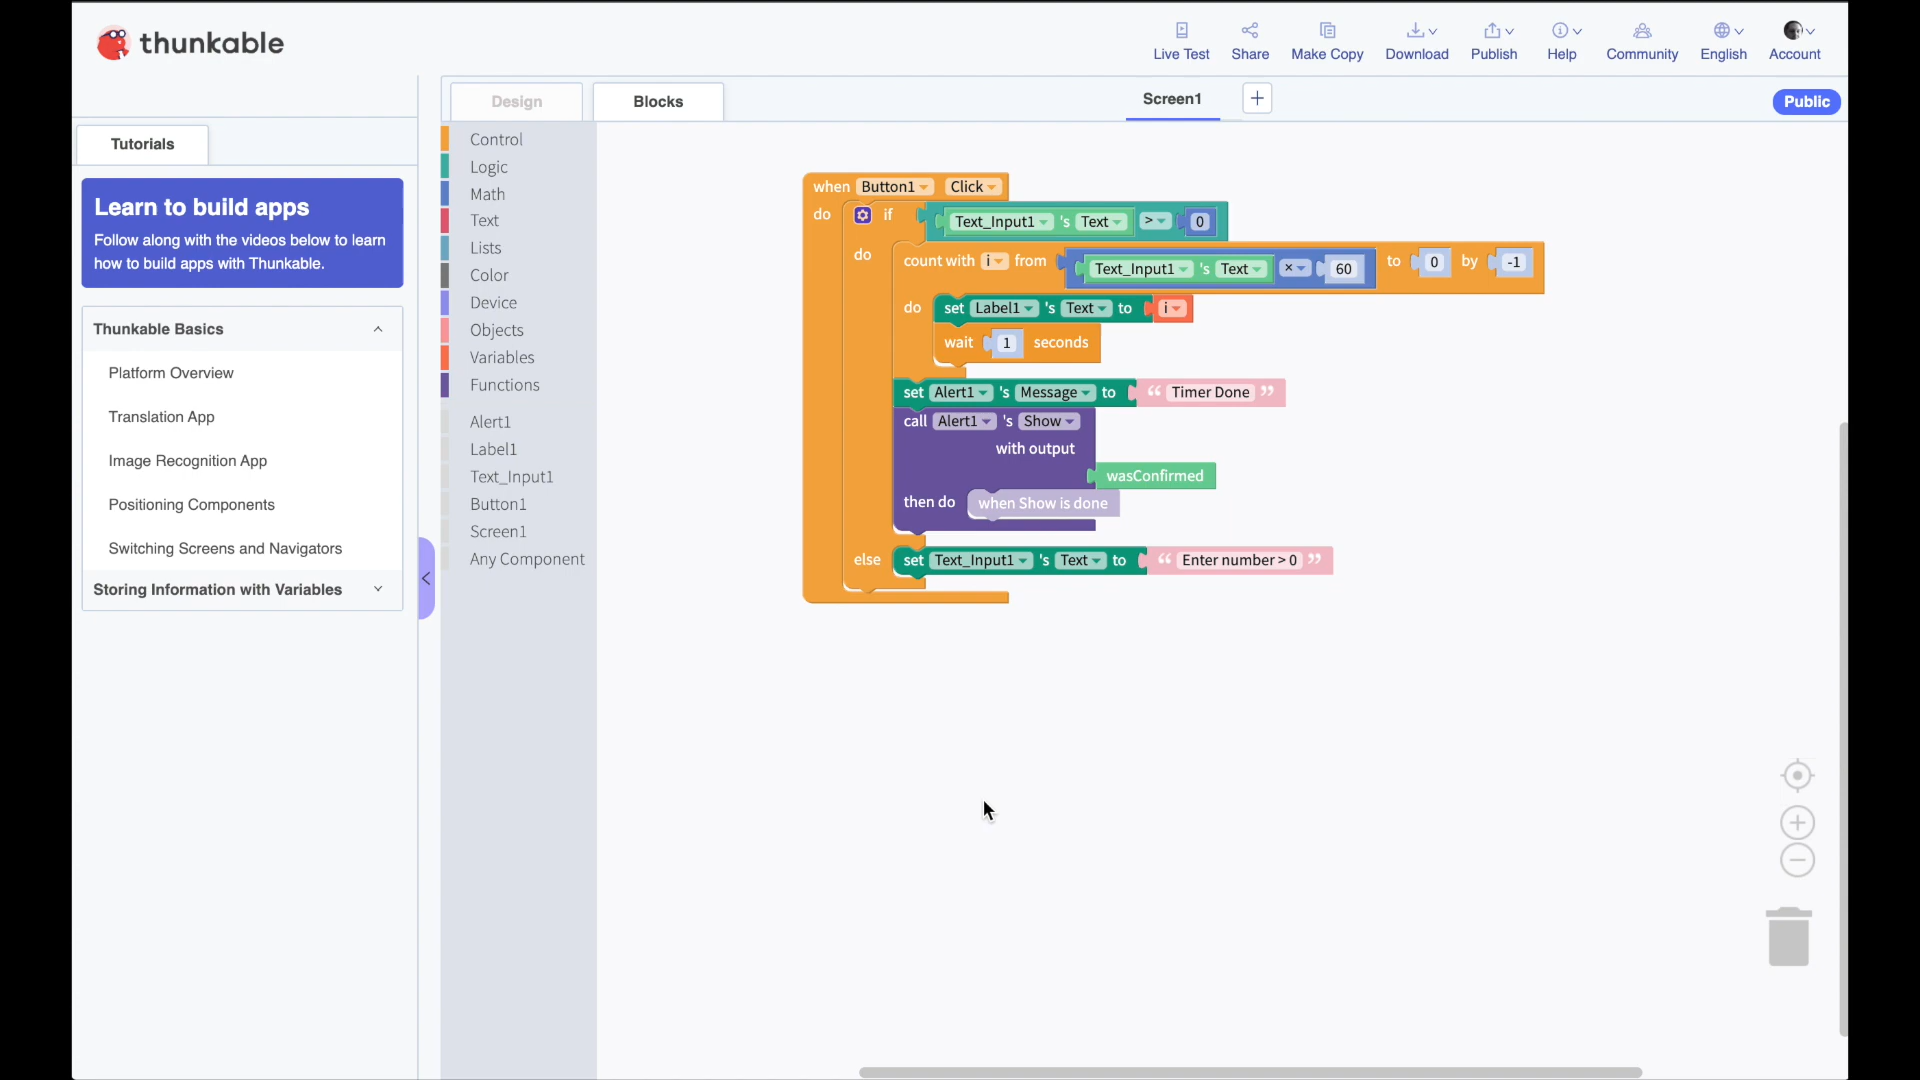 thunkable
Live Test
Share
Make Copy
Download
Publish
Help
Community
English
Account
Design
Blocks
Screen1
+
Public
Tutorials
Learn to build apps
Follow along with the videos below to learn
how to build apps with Thunkable.
Thunkable Basics
Platform Overview
Translation App
Image Recognition App
Positioning Components
Switching Screens and Navigators
Storing Information with Variables
Control
Logic
Math
Text
Lists
Color
Device
Objects
Variables
Functions
Alert1
Label1
Text_Input1
Button1
Screen1
Any Component
when Button1 Click
do if Text_Input1 's Text > 0
do count with i from Text_Input1 's Text × 60 to 0 by -1
do set Label1 's Text to i
wait 1 seconds
set Alert1 's Message to “ Timer Done ”
call Alert1 's Show
with output
wasConfirmed
then do when Show is done
else set Text_Input1 's Text to “ Enter number > 0 ”